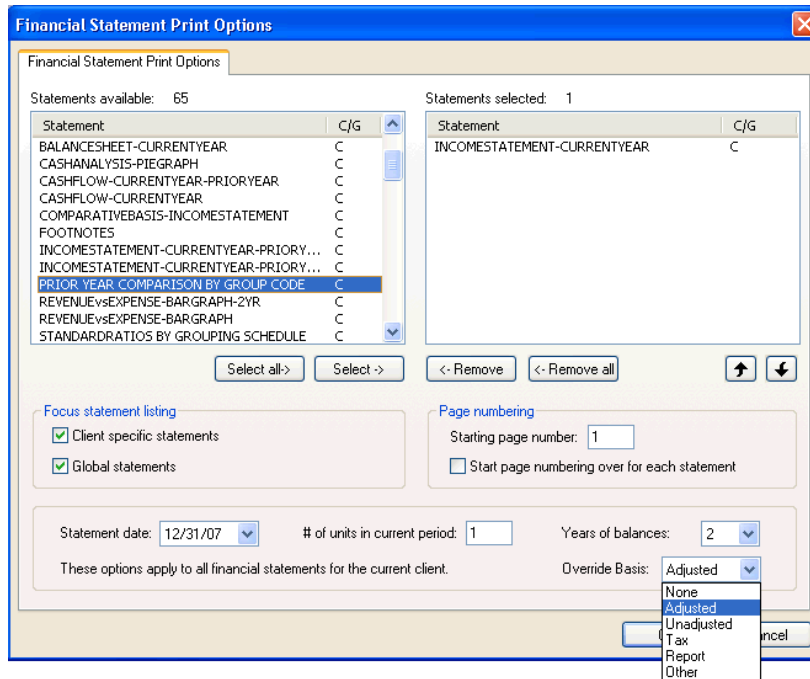 Financial Statement Print Options
Financial Statement Print Options
Statements available: 65
Statement C/G
BALANCESHEET-CURRENTYEAR C
CASHANALYSIS-PIEGRAPH C
CASHFLOW-CURRENTYEAR-PRIORYEAR C
CASHFLOW-CURRENTYEAR C
COMPARATIVEBASIS-INCOMESTATEMENT C
FOOTNOTES C
INCOMESTATEMENT-CURRENTYEAR-PRIORY... C
INCOMESTATEMENT-CURRENTYEAR-PRIORY... C
PRIOR YEAR COMPARISON BY GROUP CODE C
REVENUEvsEXPENSE-BARGRAPH-2YR C
REVENUEvsEXPENSE-BARGRAPH C
STANDARDRATIOS BY GROUPING SCHEDULE C
Select all->
Select ->
Statements selected: 1
Statement C/G
INCOMESTATEMENT-CURRENTYEAR C
<- Remove
<- Remove all
Focus statement listing
Client specific statements
Global statements
Page numbering
Starting page number: 1
Start page numbering over for each statement
Statement date: 12/31/07
# of units in current period: 1
Years of balances: 2
These options apply to all financial statements for the current client.
Override Basis: Adjusted
None
Adjusted
Unadjusted
Tax
Report
Other